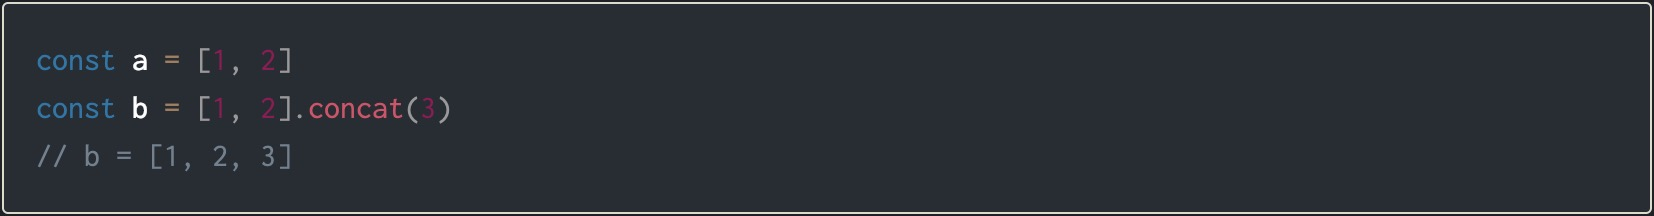 const a = [1, 2]
const b = [1, 2].concat(3)
// b = [1, 2, 3]